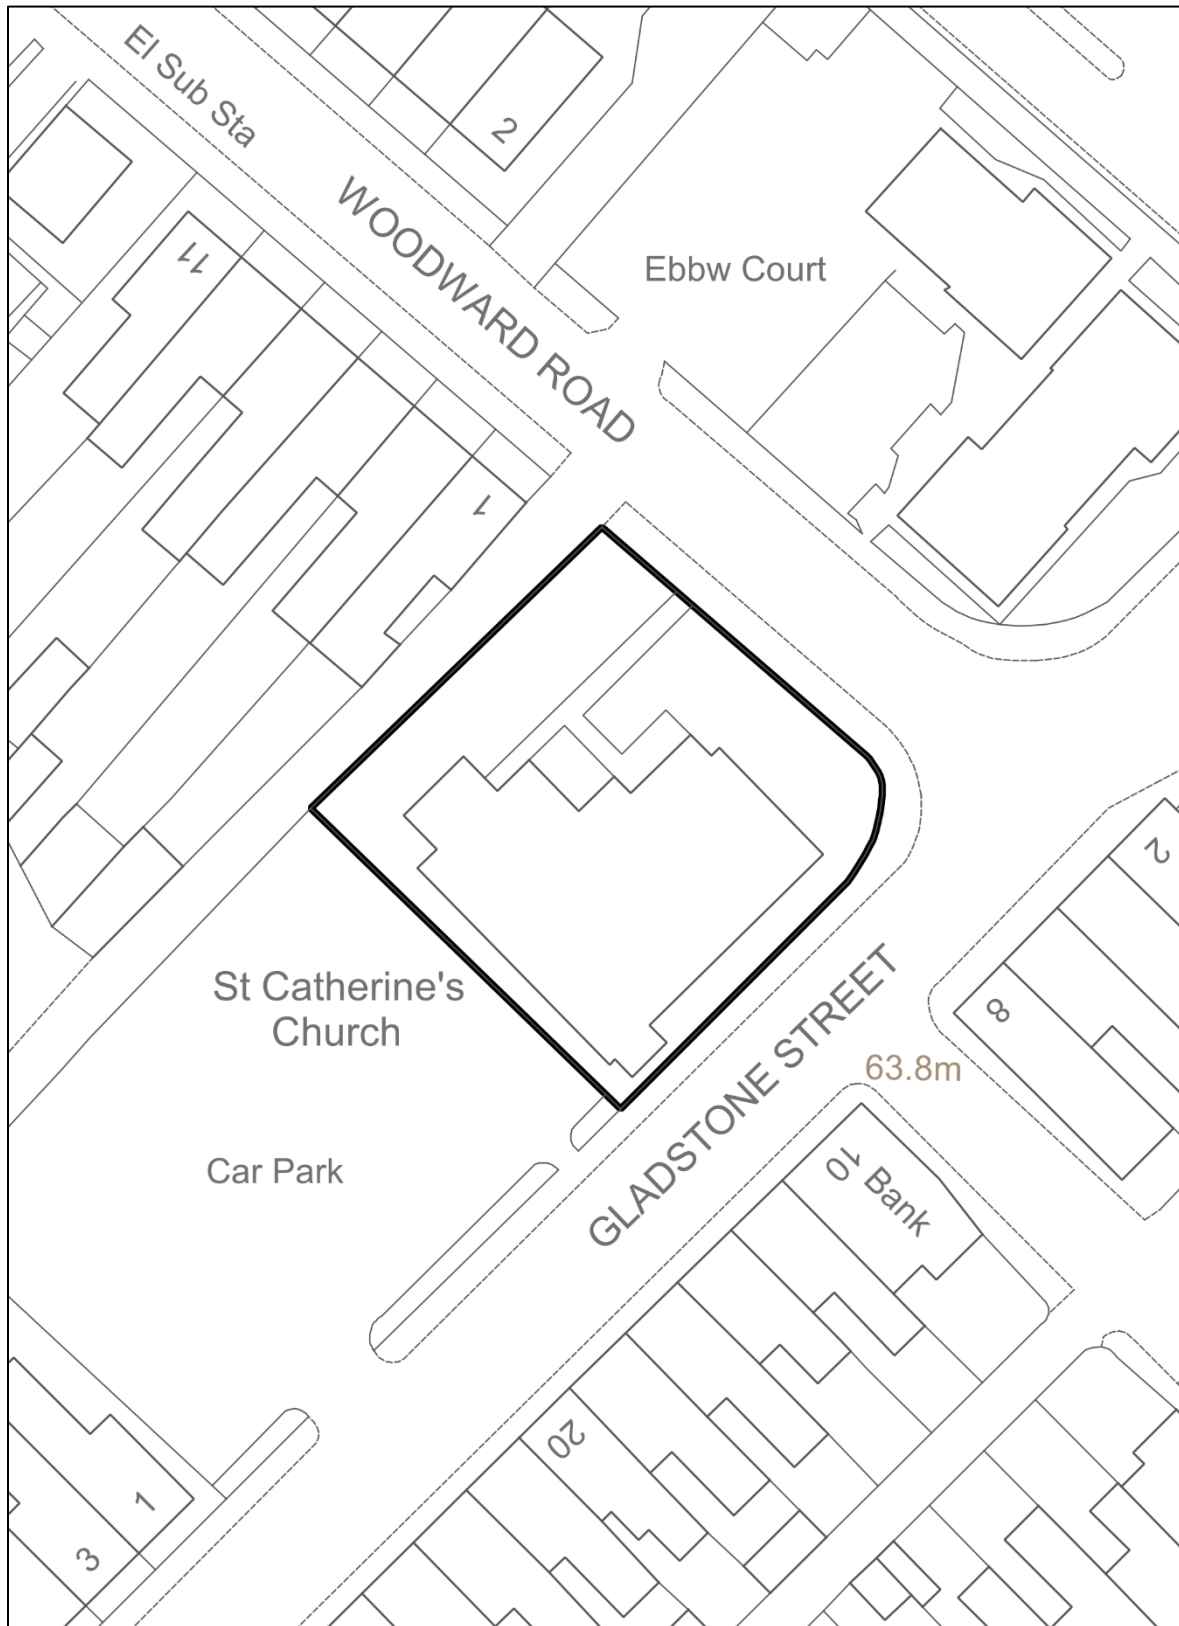 El Sub Sta
2
WOODWARD ROAD
11
Ebbw Court
1
2
St Catherine's
Church
8
GLADSTONE STREET
63.8m
Car Park
10
Bank
20
1
3